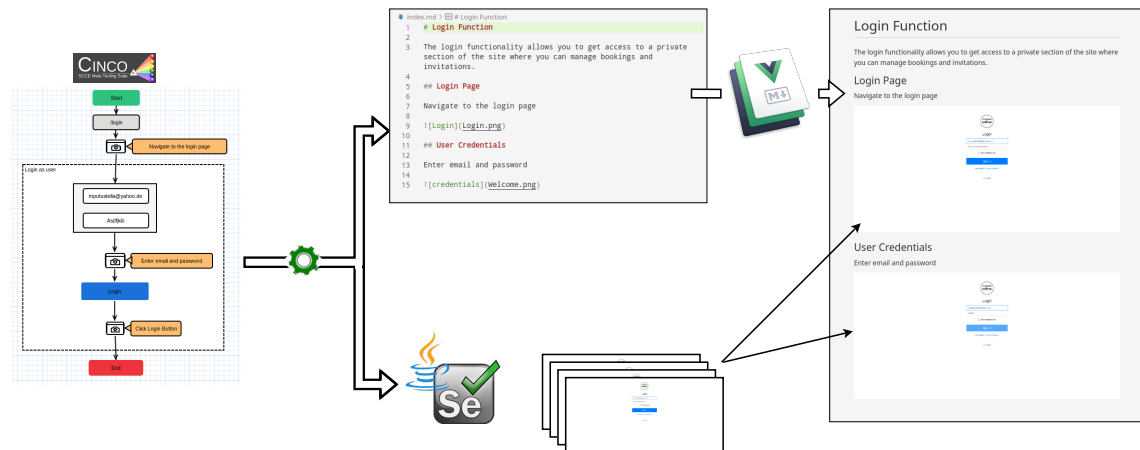 CINCO
SCCE Meta Tooling Suite
Start
/login
Navigate to the login page
Login as user
mputustella@yahoo.de
Enter email and password
Login
Click Login Button
End
index.md > # Login Function
1 # Login Function
2
3 The login functionality allows you to get access to a private
section of the site where you can manage bookings and
invitations.
4
5 ## Login Page
6
7 Navigate to the login page
8
9 ![Login](Login.png)
10
11 ## User Credentials
12
13 Enter email and password
14
15 ![credentials](Welcome.png)
M
Se
Login Function
The login functionality allows you to get access to a private section of the site where
you can manage bookings and invitations.
Login Page
Navigate to the login page
Login
User Credentials
Enter email and password
Login